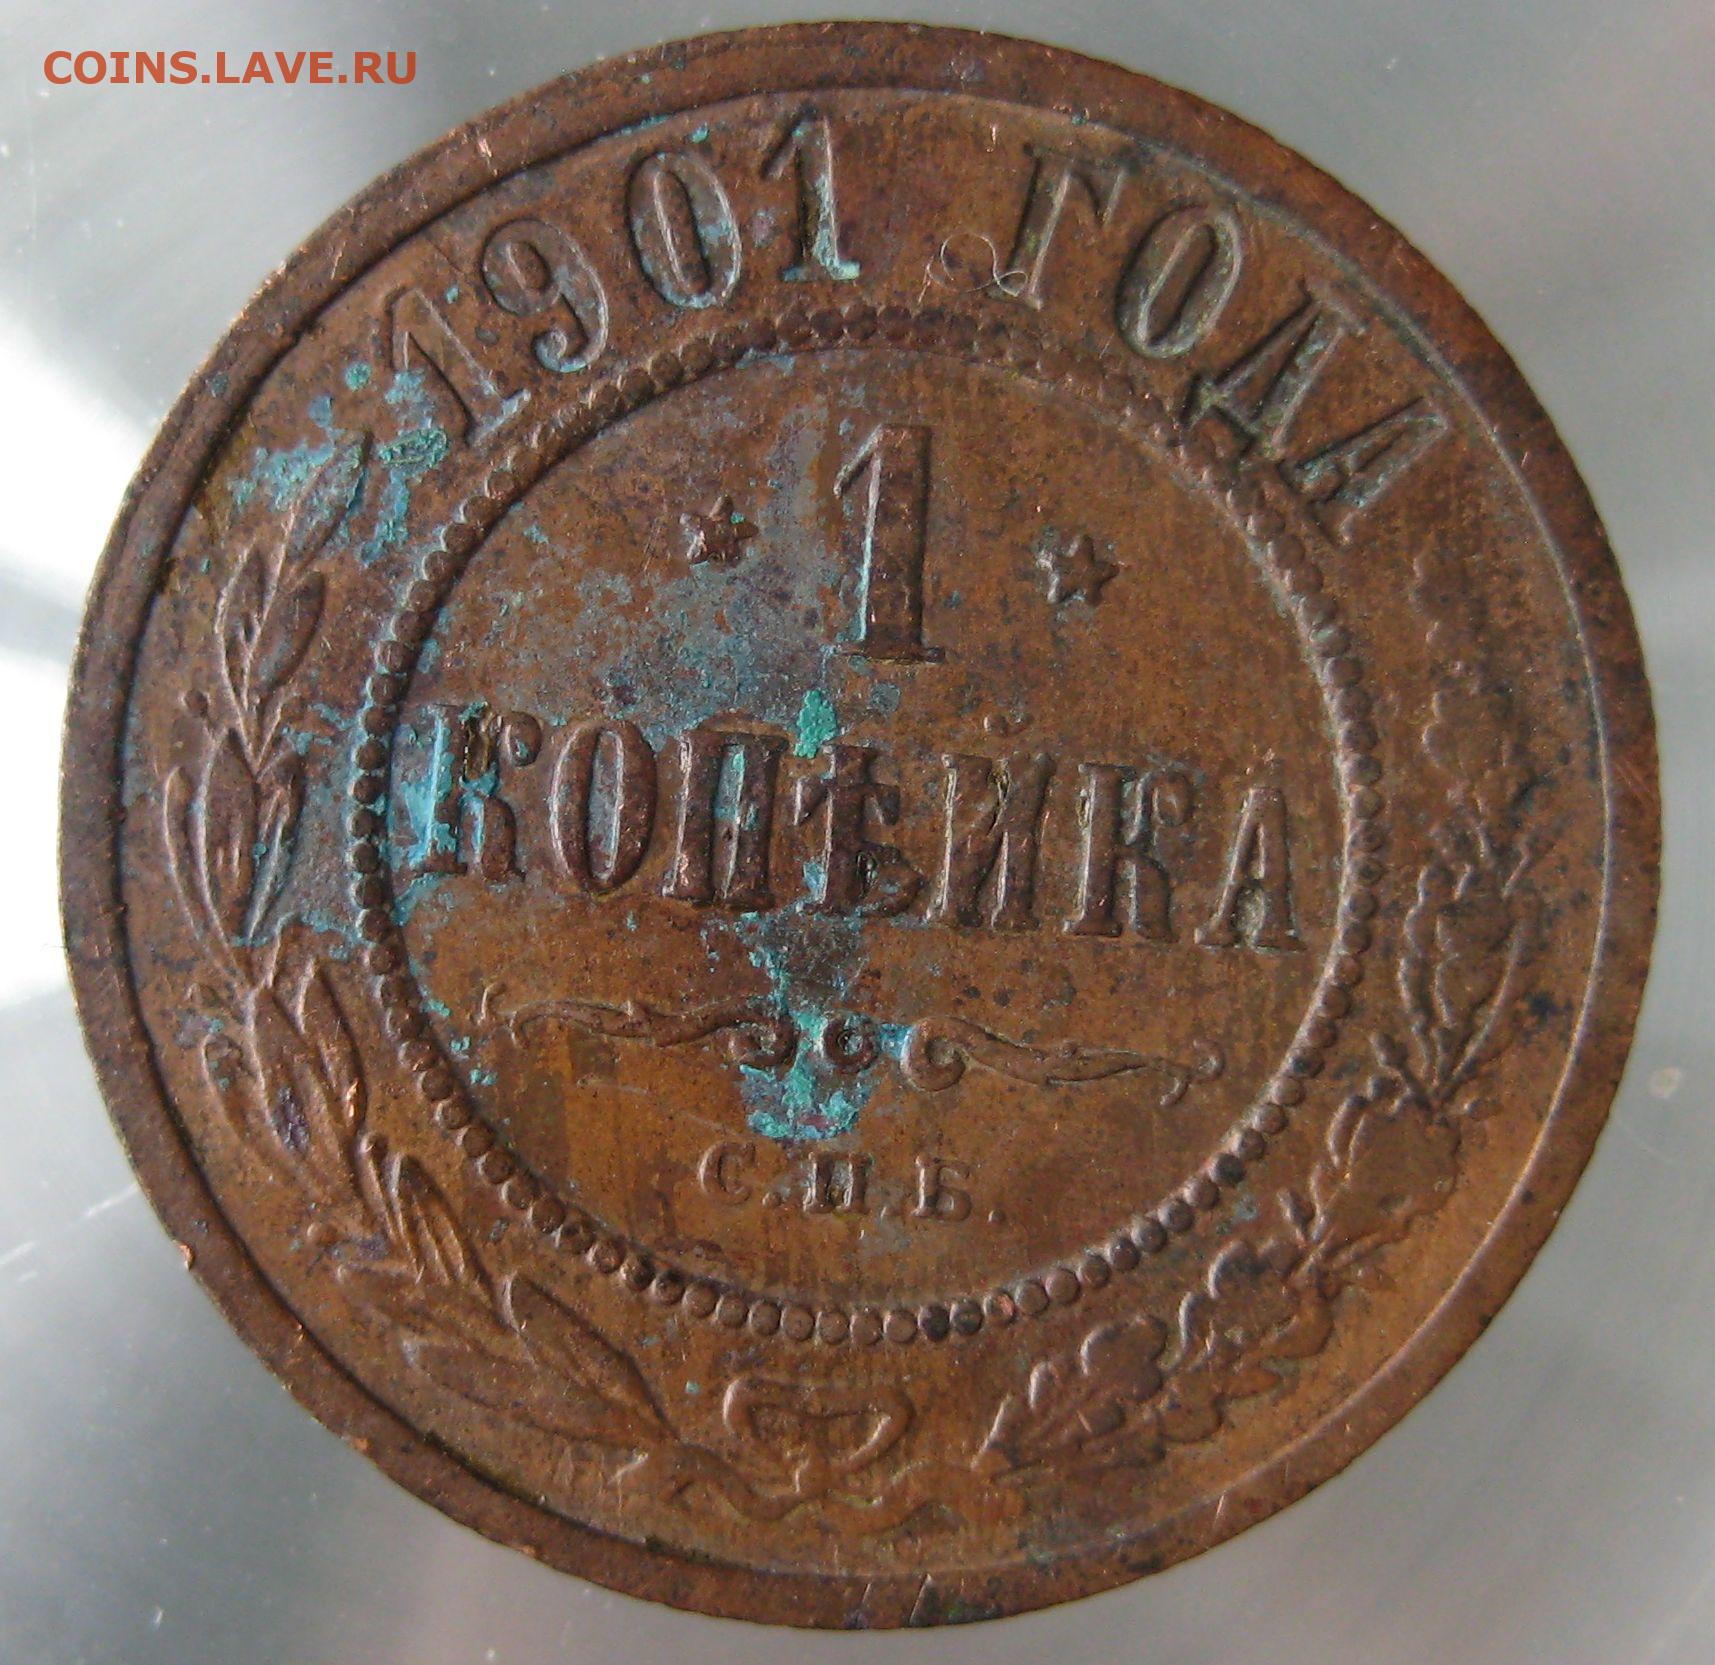 COINS.LAVE.RU
1901 ГОДА
* 1 *
КОПѢЙКА
С.П.Б.